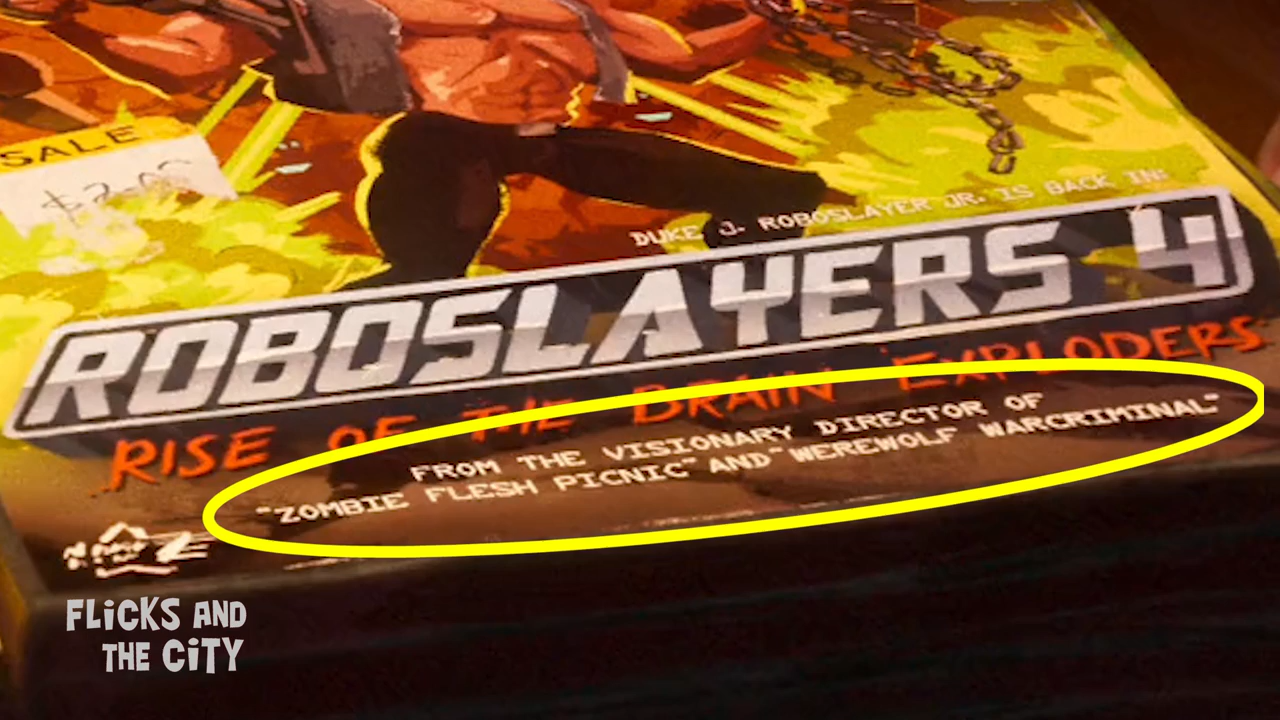 SALE
DUKE J. ROBOSLAYER JR. IS BACK IN:
ROBOSLAYERS 4
RISE OF THE BRAIN EXPLODERS
FROM THE VISIONARY DIRECTOR OF
"ZOMBIE FLESH PICNIC" AND "WEREWOLF WARCRIMINAL"
FLiCKS AND
THE CiTY